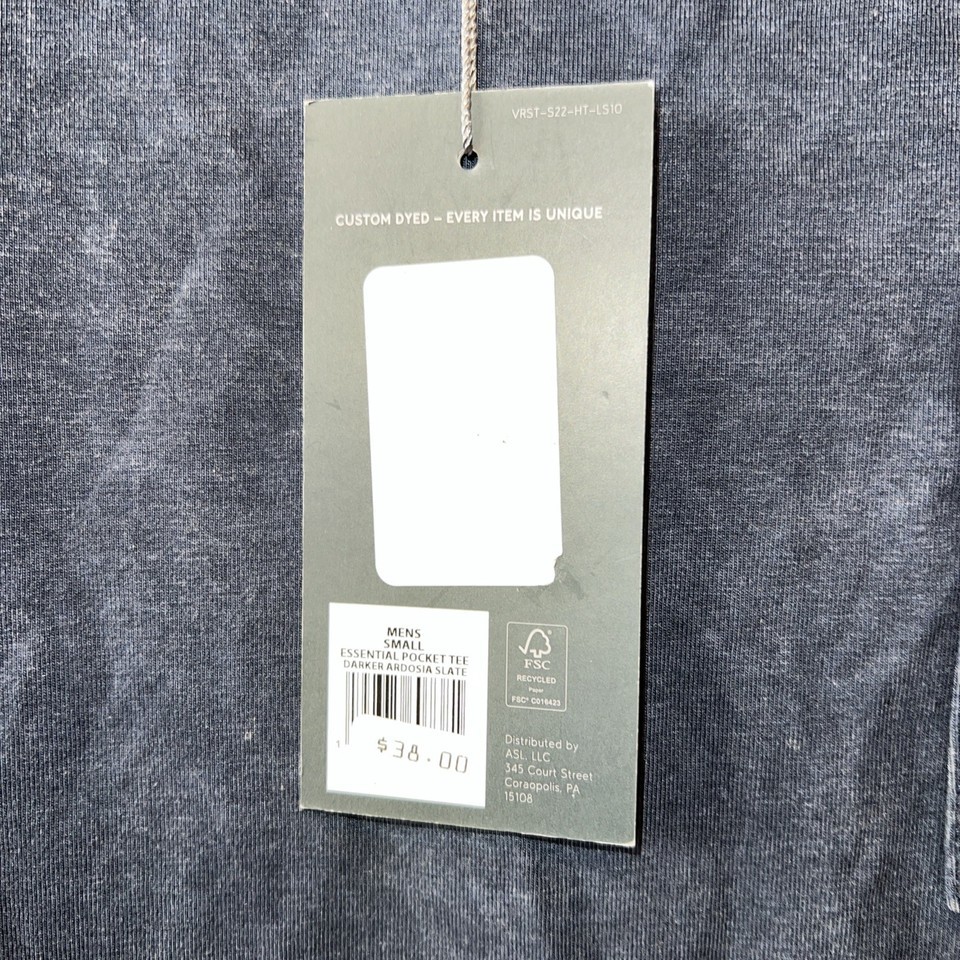 VRST-S22-HT-LS10
CUSTOM DYED – EVERY ITEM IS UNIQUE
MENS
SMALL
ESSENTIAL POCKET TEE
DARKER ARDOSIA SLATE
1
$38.00
FSC
RECYCLED
Paper
FSC® C016423
Distributed by
ASL. LLC
345 Court Street
Coraopolis, PA
15108